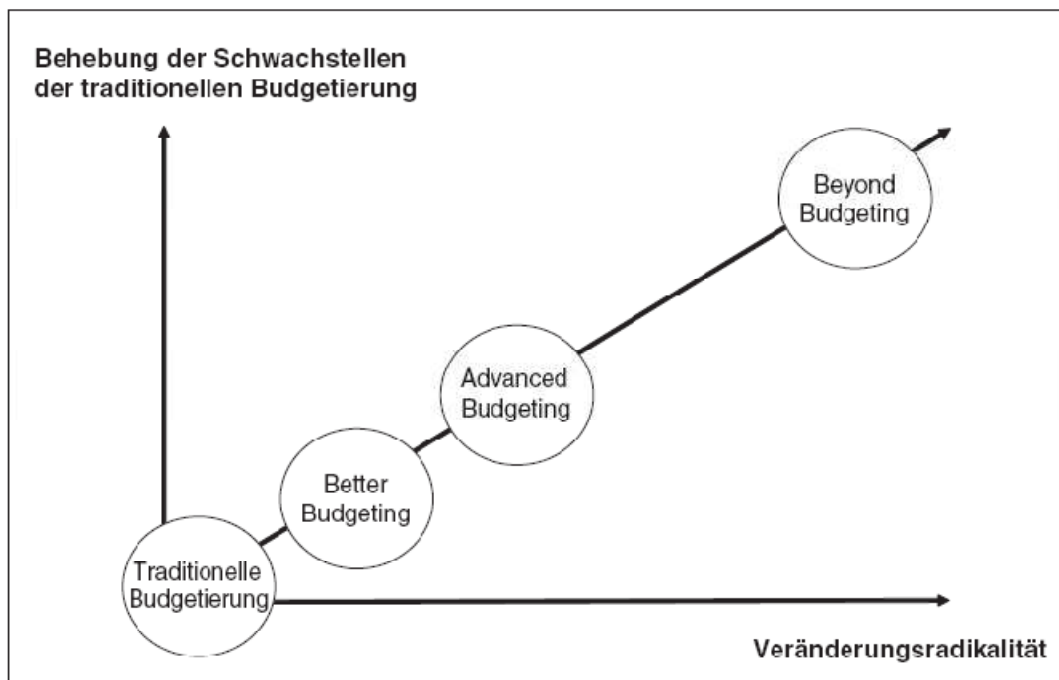 Behebung der Schwachstellen
der traditionellen Budgetierung
Beyond
Budgeting
Advanced
Budgeting
Better
Budgeting
Traditionelle
Budgetierung
Veränderungsradikalität